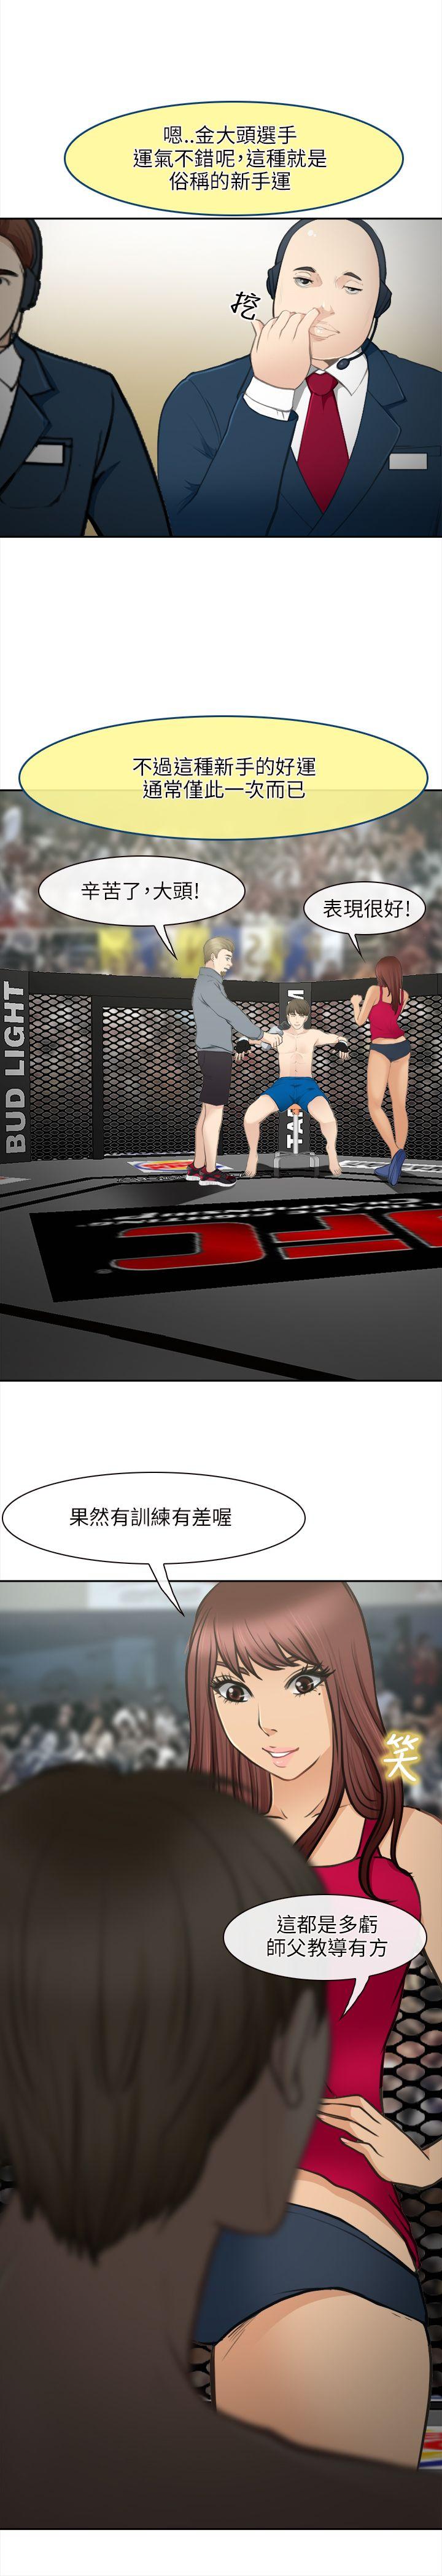 嗯..金大頭選手
運氣不錯呢,這種就是
俗稱的新手運
挖
不過這種新手的好運
通常僅此一次而已
辛苦了,大頭!
表現很好!
BUD LIGHT
果然有訓練有差喔
笑
這都是多虧
師父教導有方